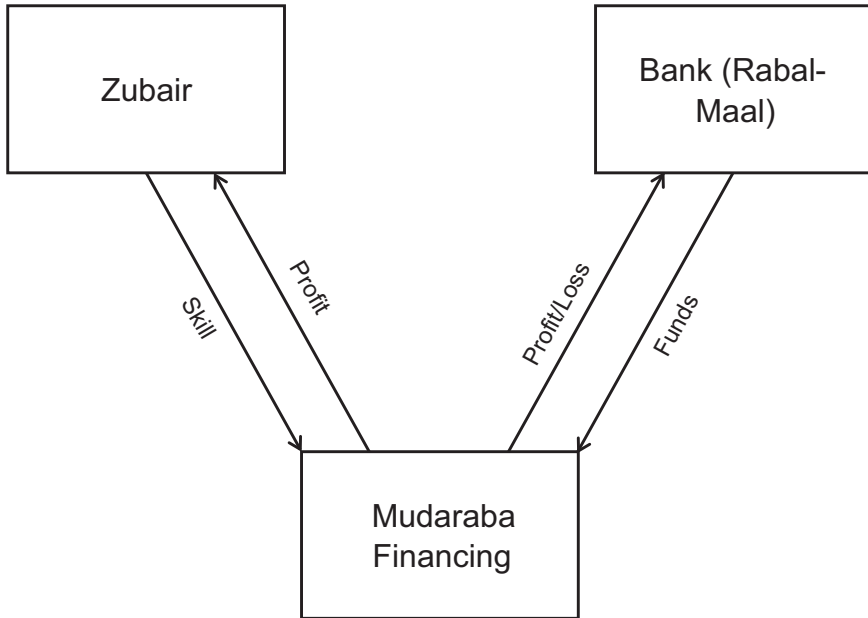 Zubair
Bank (Rabal-
Maal)
Skill
Profit
Profit/Loss
Funds
Mudaraba
Financing